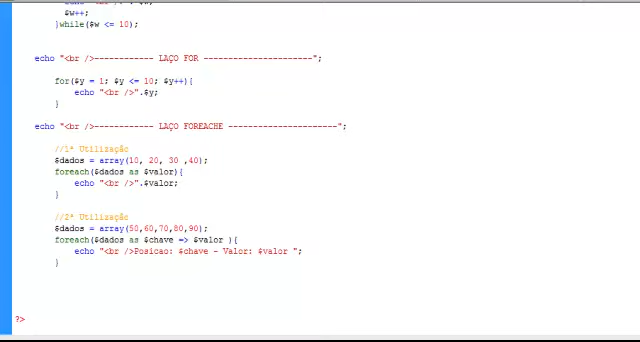 $w++;
}while($w <= 10);
echo "<br />------------ LAÇO FOR ----------------------";
for($y = 1; $y <= 10; $y++){
echo "<br />".$y;
}
echo "<br />------------ LAÇO FOREACHE ----------------------";
//1ª Utilização
$dados = array(10, 20, 30 ,40);
foreach($dados as $valor){
echo "<br />".$valor;
}
//2ª Utilização
$dados = array(50,60,70,80,90);
foreach($dados as $chave => $valor ){
echo "<br />Posicao: $chave - Valor: $valor ";
}
?>